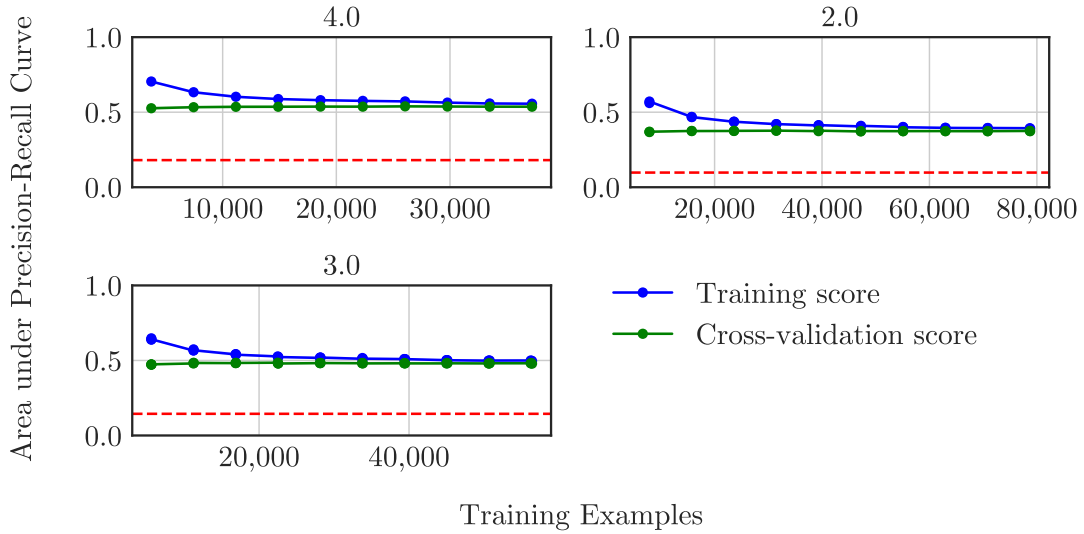 Area under Precision-Recall Curve
4.0
1.0
0.5
0.0
10,000 20,000 30,000
2.0
1.0
0.5
0.0
20,000 40,000 60,000 80,000
3.0
1.0
0.5
0.0
20,000 40,000
Training score
Cross-validation score
Training Examples